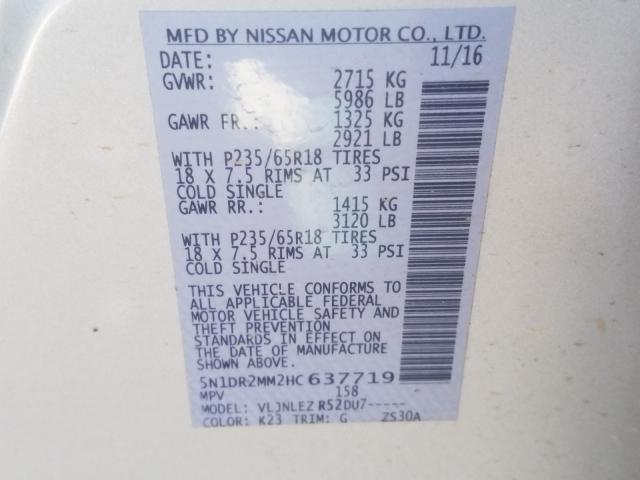 MFD BY NISSAN MOTOR CO., LTD.
DATE: 11/16
GVWR: 2715 KG
5986 LB
GAWR FR.: 1325 KG
2921 LB
WITH P235/65R18 TIRES
18 X 7.5 RIMS AT 33 PSI
COLD SINGLE
GAWR RR.: 1415 KG
3120 LB
WITH P235/65R18 TIRES
18 X 7.5 RIMS AT 33 PSI
COLD SINGLE
THIS VEHICLE CONFORMS TO
ALL APPLICABLE FEDERAL
MOTOR VEHICLE SAFETY AND
THEFT PREVENTION
STANDARDS IN EFFECT ON
THE DATE OF MANUFACTURE
SHOWN ABOVE.
5N1DR2MM2HC637719
MPV 158
MODEL: VLJNLEZ R52DU7-----
COLOR: K23 TRIM: G ZS30A